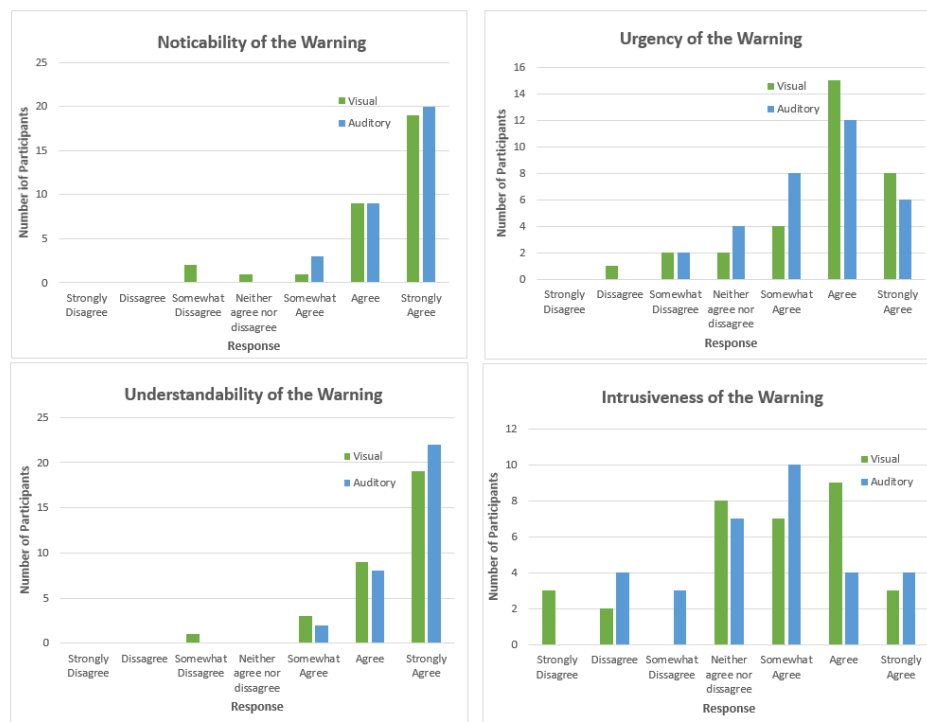 Noticability of the Warning
25
20
15
10
5
0
Number iof Participants
Visual
Auditory
Strongly
Disagree
Dissagree
Somewhat
Dissagree
Neither
agree nor
dissagree
Somewhat
Agree
Agree
Strongly
Agree
Response
Urgency of the Warning
16
14
12
10
8
6
4
2
0
Number of Participants
Visual
Auditory
Strongly
Disagree
Dissagree
Somewhat
Dissagree
Neither
agree nor
dissagree
Somewhat
Agree
Agree
Strongly
Agree
Response
Understandability of the Warning
25
20
15
10
5
0
Number of Participants
Visual
Auditory
Strongly
Disagree
Dissagree
Somewhat
Dissagree
Neither
agree nor
dissagree
Somewhat
Agree
Agree
Strongly
Agree
Response
Intrusiveness of the Warning
12
10
8
6
4
2
0
Number of Participants
Visual
Auditory
Strongly
Disagree
Dissagree
Somewhat
Dissagree
Neither
agree nor
dissagree
Somewhat
Agree
Agree
Strongly
Agree
Response